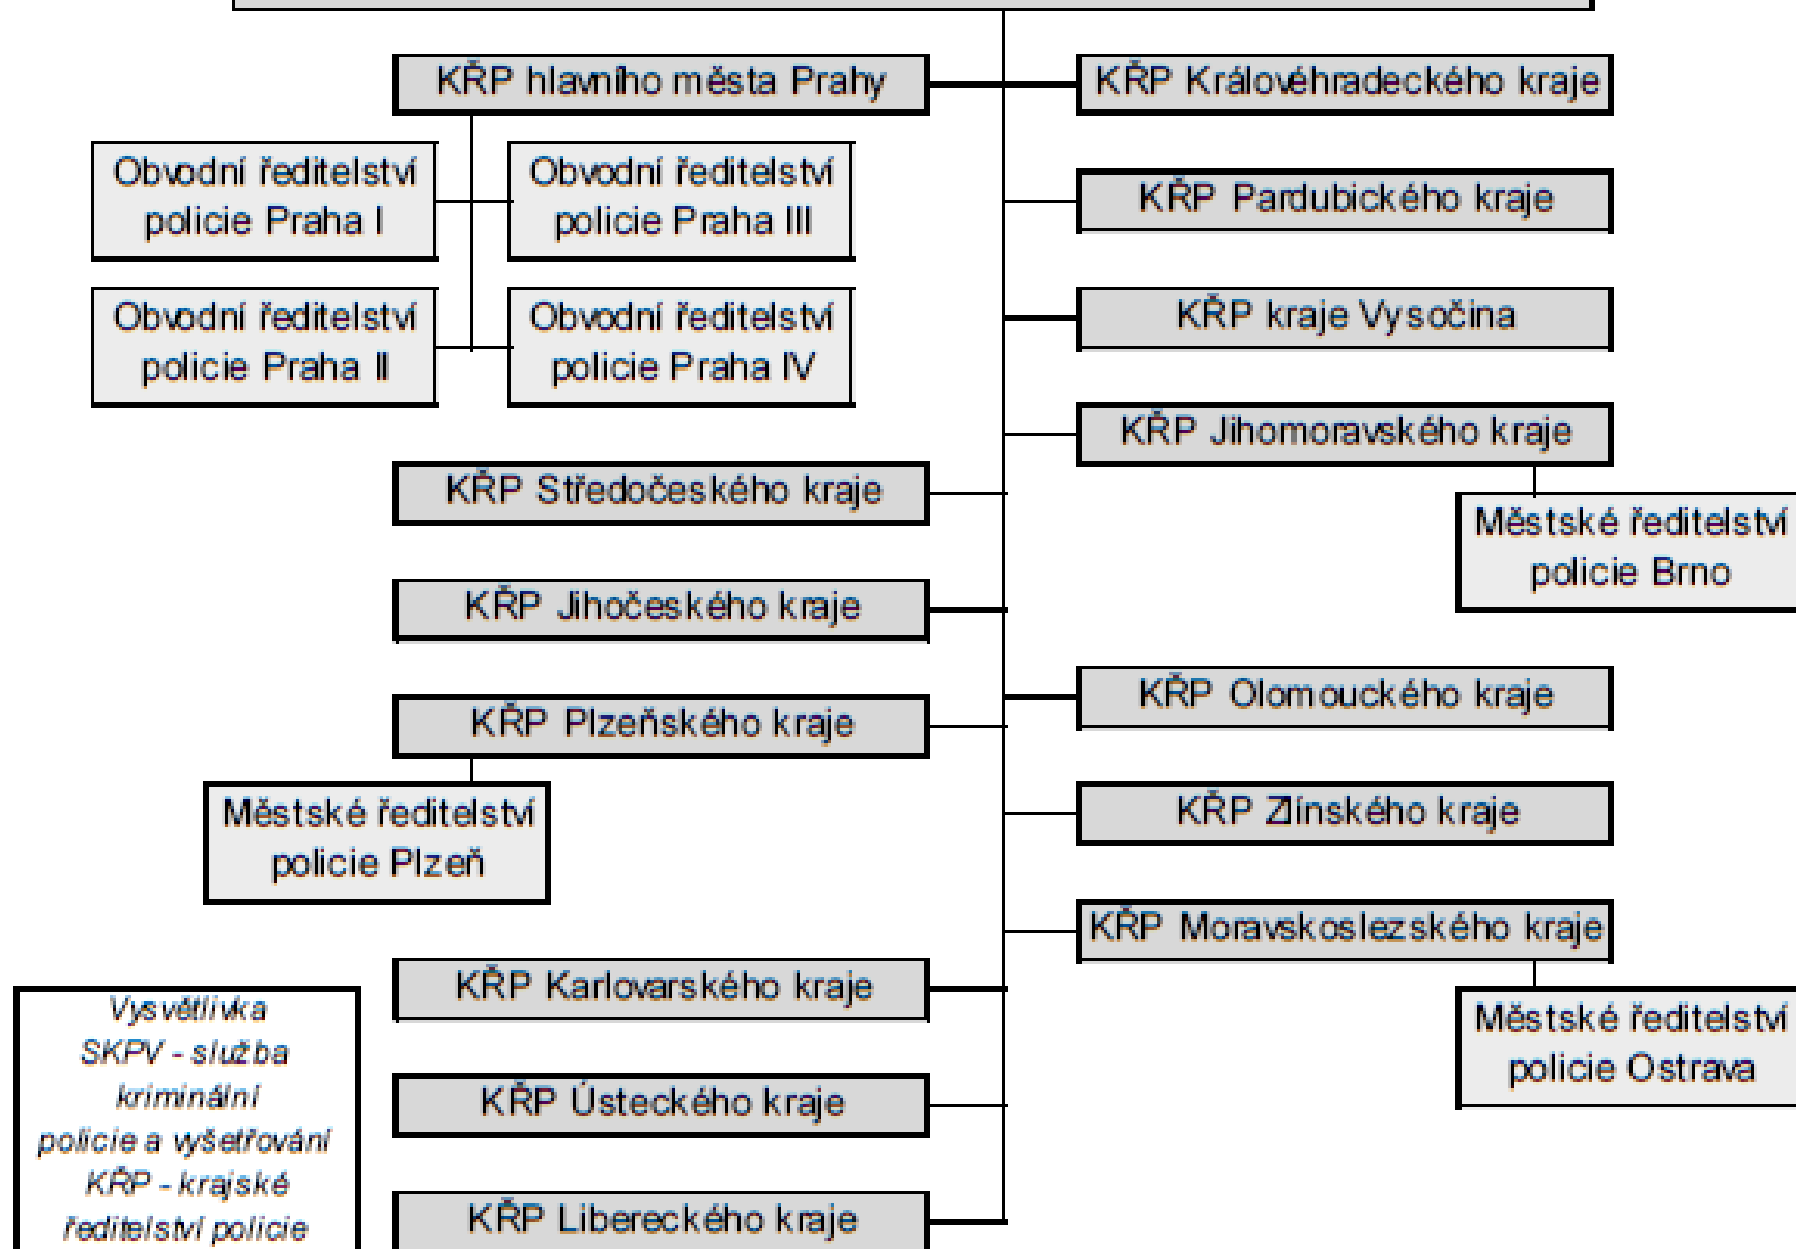 KŘP hlavního města Prahy
Obvodní ředitelství
policie Praha I
Obvodní ředitelství
policie Praha III
Obvodní ředitelství
policie Praha II
Obvodní ředitelství
policie Praha IV
KŘP Středočeského kraje
KŘP Jihočeského kraje
KŘP Plzeňského kraje
Městské ředitelství
policie Plzeň
KŘP Karlovarského kraje
KŘP Ústeckého kraje
KŘP Libereckého kraje
KŘP Královéhradeckého kraje
KŘP Pardubického kraje
KŘP kraje Vysočina
KŘP Jihomoravského kraje
Městské ředitelství
policie Brno
KŘP Olomouckého kraje
KŘP Zlínského kraje
KŘP Moravskoslezského kraje
Městské ředitelství
policie Ostrava
Vysvětlivka
SKPV - služba
kriminální
policie a vyšetřování
KŘP - krajské
ředitelství policie